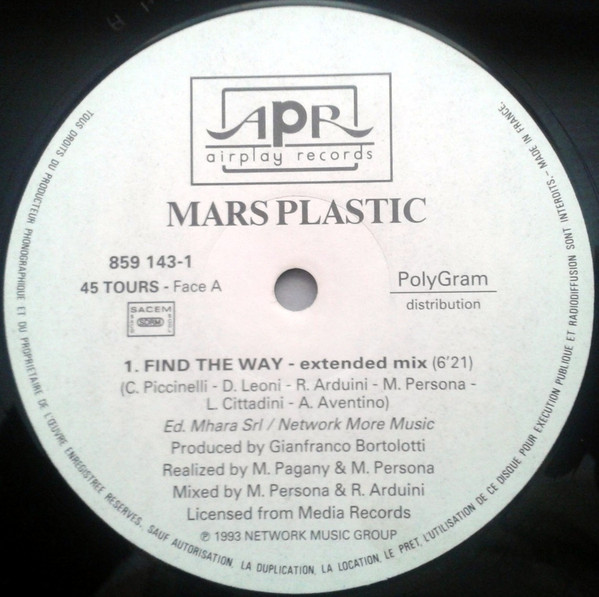 APR
airplay records
MARS PLASTIC
859 143-1
45 TOURS - Face A
PolyGram
distribution
SACEM
SDRM
1. FIND THE WAY - extended mix (6'21)
(C. Piccinelli - D. Leoni - R. Arduini - M. Persona -
L. Cittadini - A. Aventino)
Ed. Mhara Srl / Network More Music
Produced by Gianfranco Bortolotti
Realized by M. Pagany & M. Persona
Mixed by M. Persona & R. Arduini
Licensed from Media Records
℗ 1993 NETWORK MUSIC GROUP
TOUS DROITS DU PRODUCTEUR PHONOGRAPHIQUE ET DU PROPRIETAIRE DE L'ŒUVRE ENREGISTREE RESERVES. SAUF AUTORISATION, LA DUPLICATION, LA LOCATION, LE PRET, L'UTILISATION DE CE DISQUE POUR EXECUTION PUBLIQUE ET RADIODIFFUSION SONT INTERDITS.- MADE IN FRANCE.